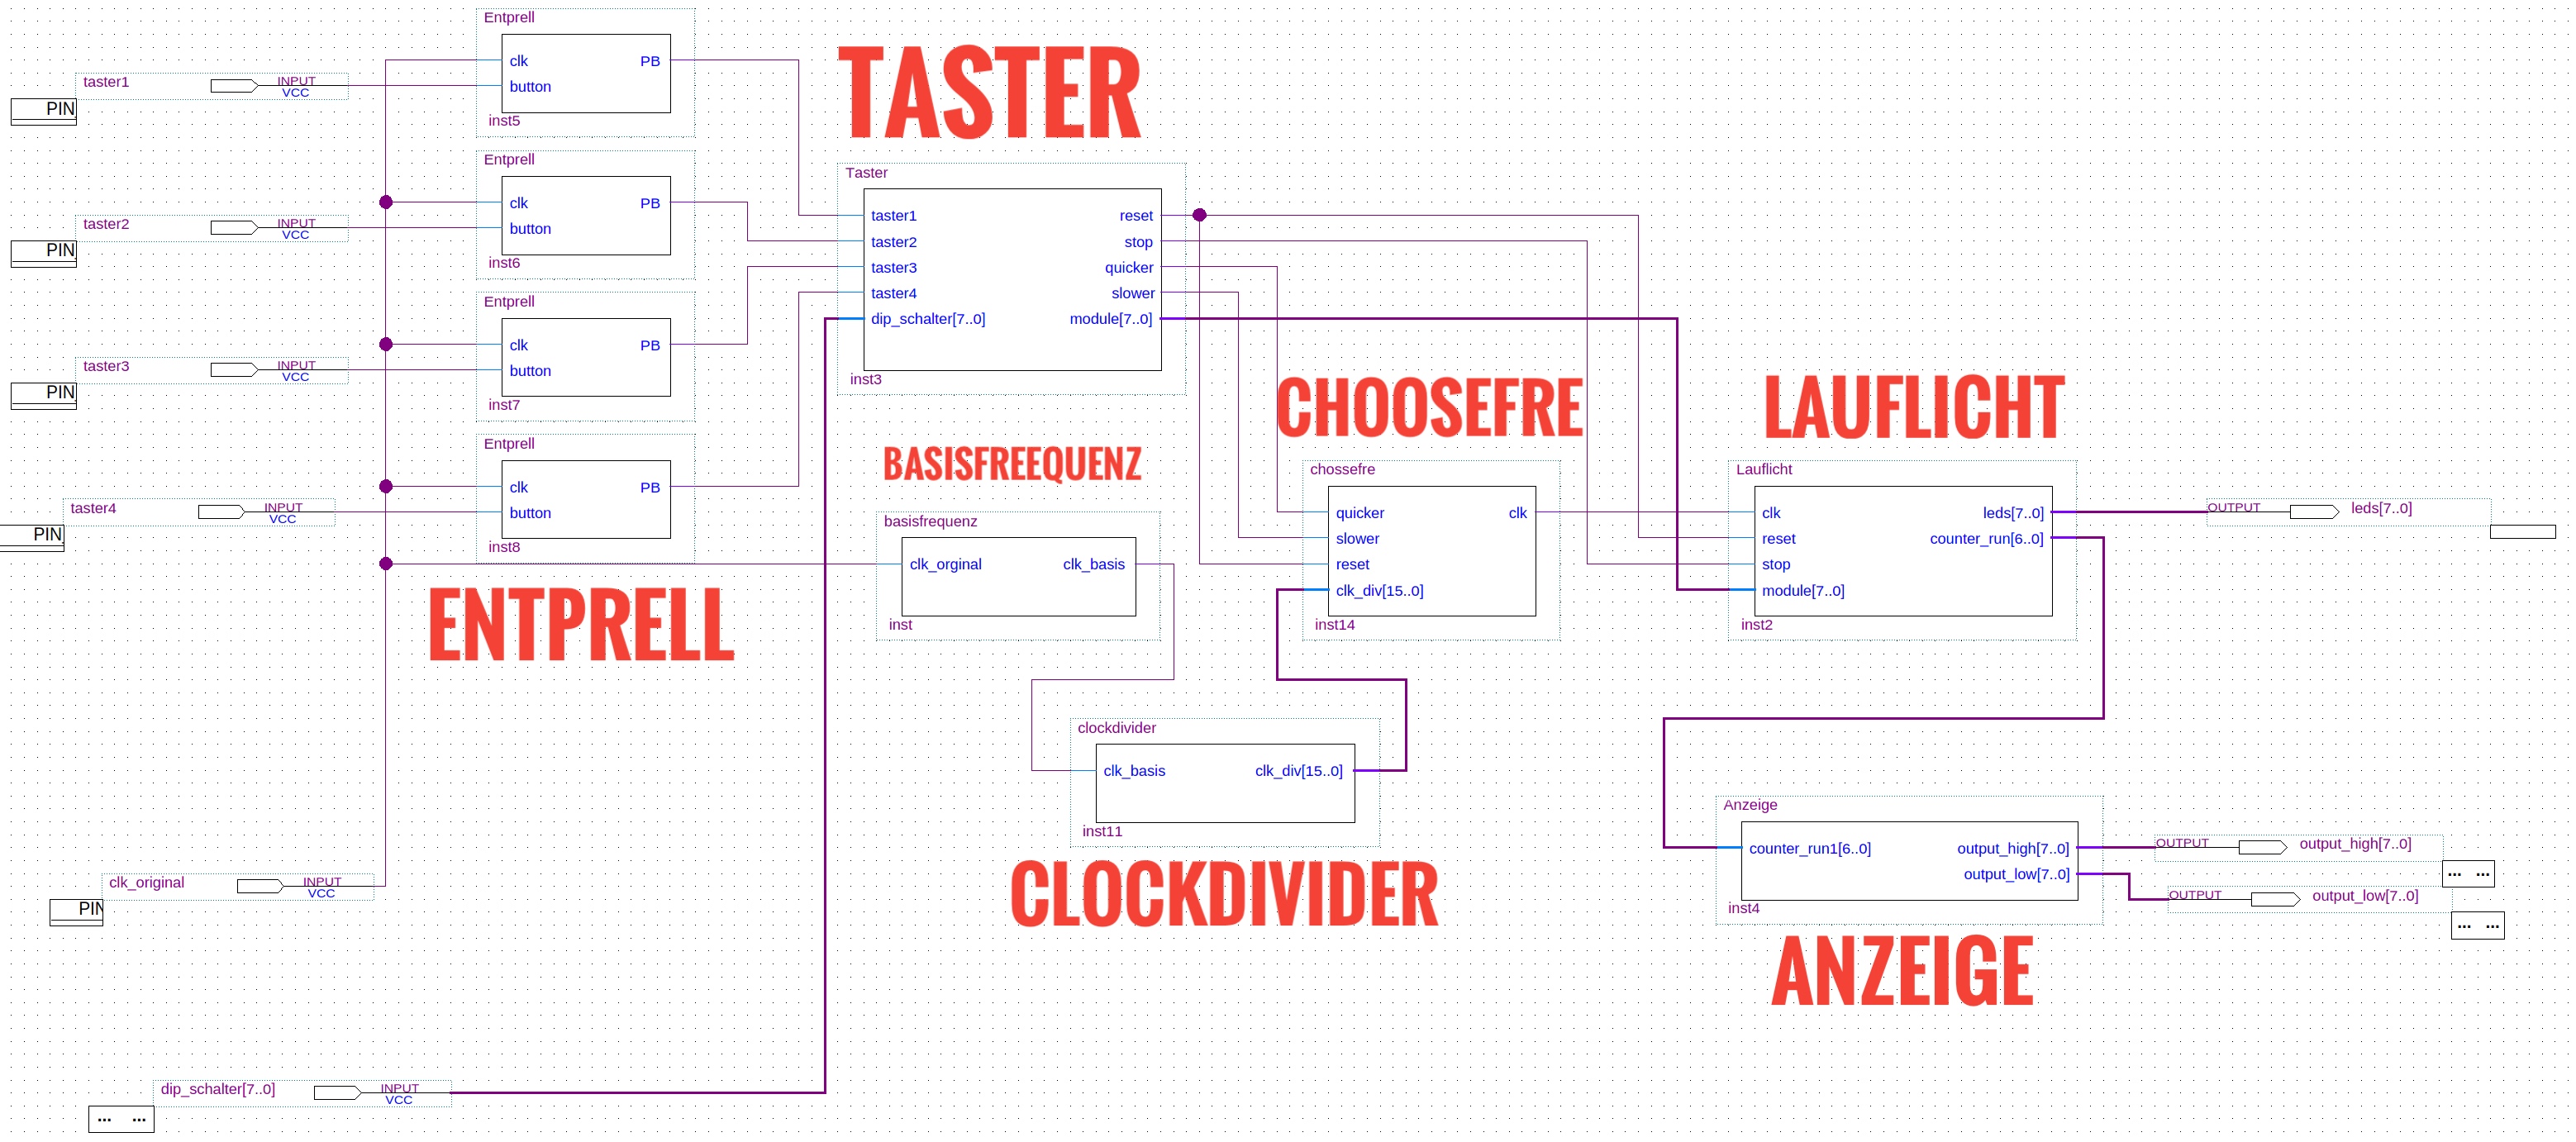 Entprell
clk PB
button
inst5
taster1 INPUT
VCC
PIN
TASTER
Entprell
clk PB
button
inst6
taster2 INPUT
VCC
PIN
Taster
taster1 reset
taster2 stop
taster3 quicker
taster4 slower
dip_schalter[7..0] module[7..0]
inst3
Entprell
clk PB
button
inst7
taster3 INPUT
VCC
PIN
CHOOSEFRE
LAUFLICHT
Entprell
clk PB
button
inst8
taster4 INPUT
VCC
PIN
BASISFREEQUENZ
basisfrequenz
clk_orginal clk_basis
inst
chossefre
quicker clk
slower
reset
clk_div[15..0]
inst14
Lauflicht
clk leds[7..0]
reset counter_run[6..0]
stop
module[7..0]
inst2
OUTPUT leds[7..0]
ENTPRELL
clockdivider
clk_basis clk_div[15..0]
inst11
CLOCKDIVIDER
Anzeige
counter_run1[6..0] output_high[7..0]
output_low[7..0]
inst4
OUTPUT output_high[7..0]
... ...
OUTPUT output_low[7..0]
... ...
ANZEIGE
clk_original INPUT
VCC
PIN
dip_schalter[7..0] INPUT
VCC
... ...